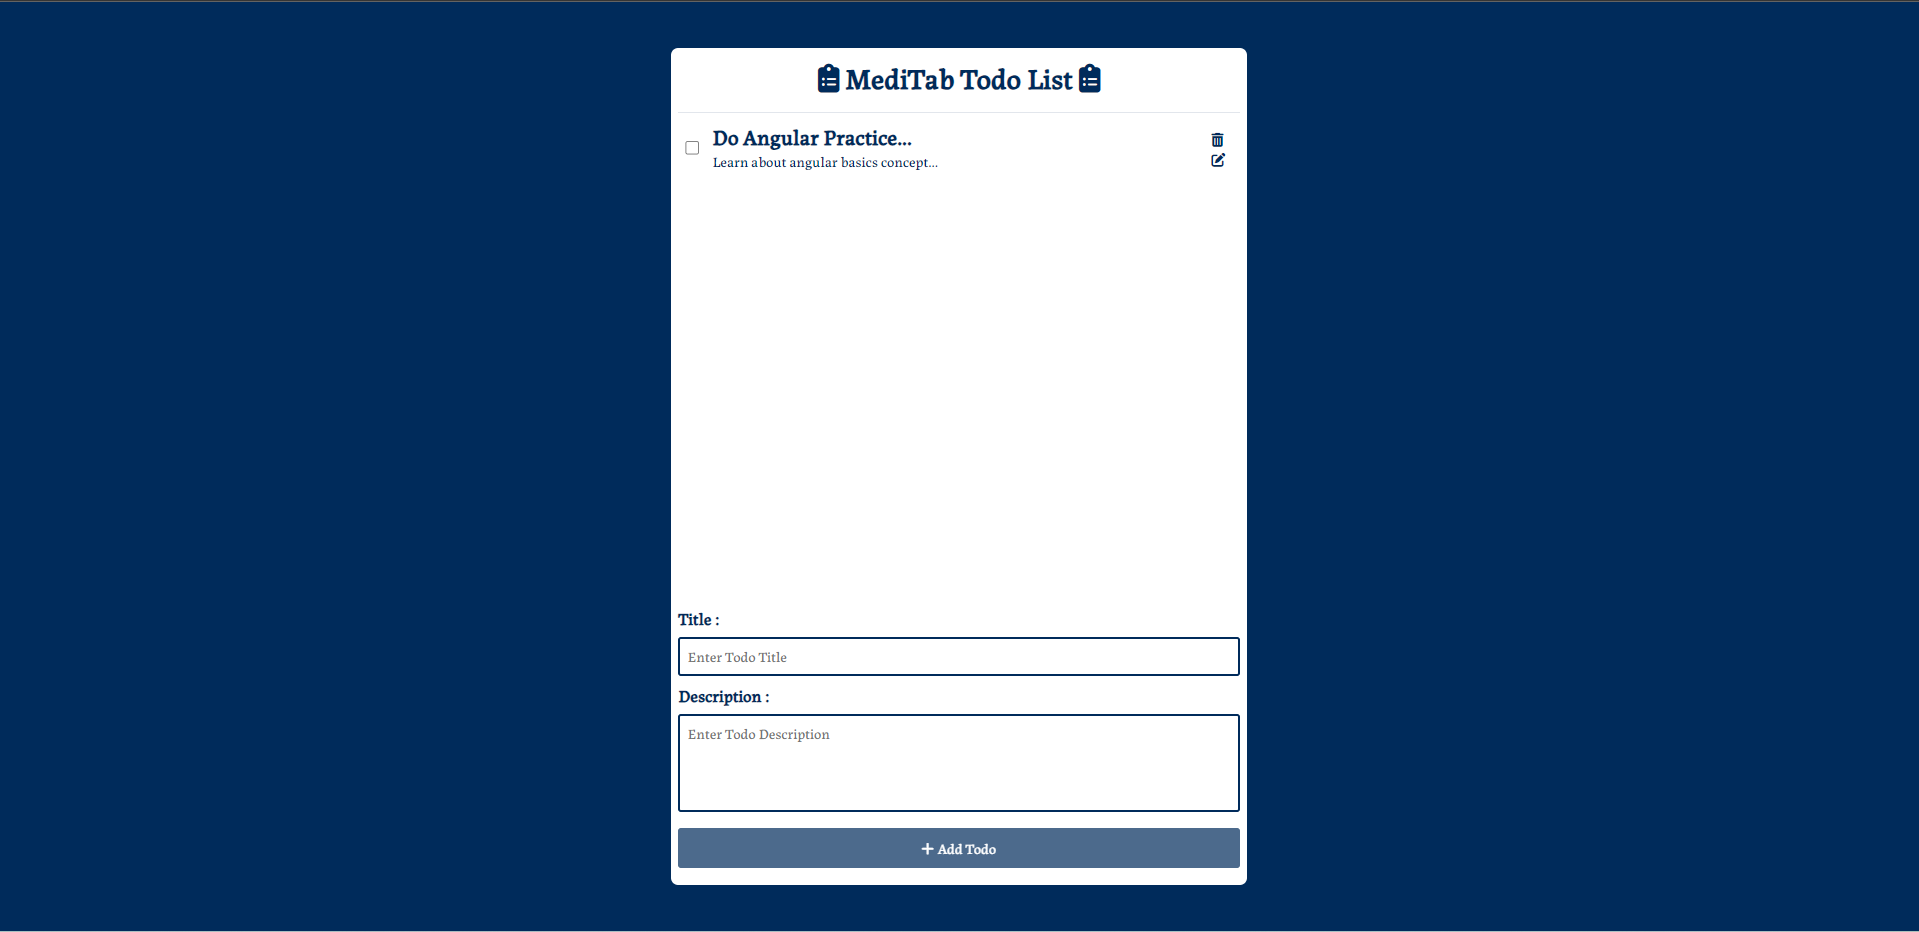 MediTab Todo List
Do Angular Practice...
Learn about angular basics concept...
Title :
Enter Todo Title
Description :
Enter Todo Description
Add Todo